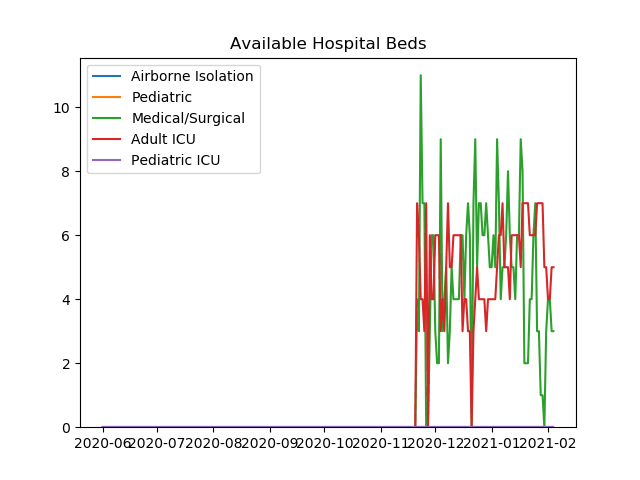 Available Hospital Beds
Airborne Isolation
Pediatric
Medical/Surgical
Adult ICU
Pediatric ICU
10
8
6
4
2
0
2020-06 2020-07 2020-08 2020-09 2020-10 2020-11 2020-12 2021-01 2021-02